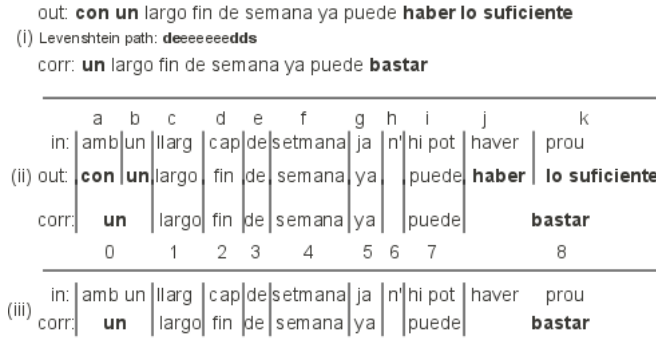 out: con un largo fin de semana ya puede haber lo suficiente
(i) Levenshtein path: deeeeeeedds
corr: un largo fin de semana ya puede bastar
a b c d e f g h i j k
in: amb un llarg cap de setmana ja n' hi pot haver prou
(ii) out: con un largo fin de semana ya puede haber lo suficiente
corr: un largo fin de semana ya puede bastar
0 1 2 3 4 5 6 7 8
in: amb un llarg cap de setmana ja n' hi pot haver prou
(iii)
corr: un largo fin de semana ya puede bastar